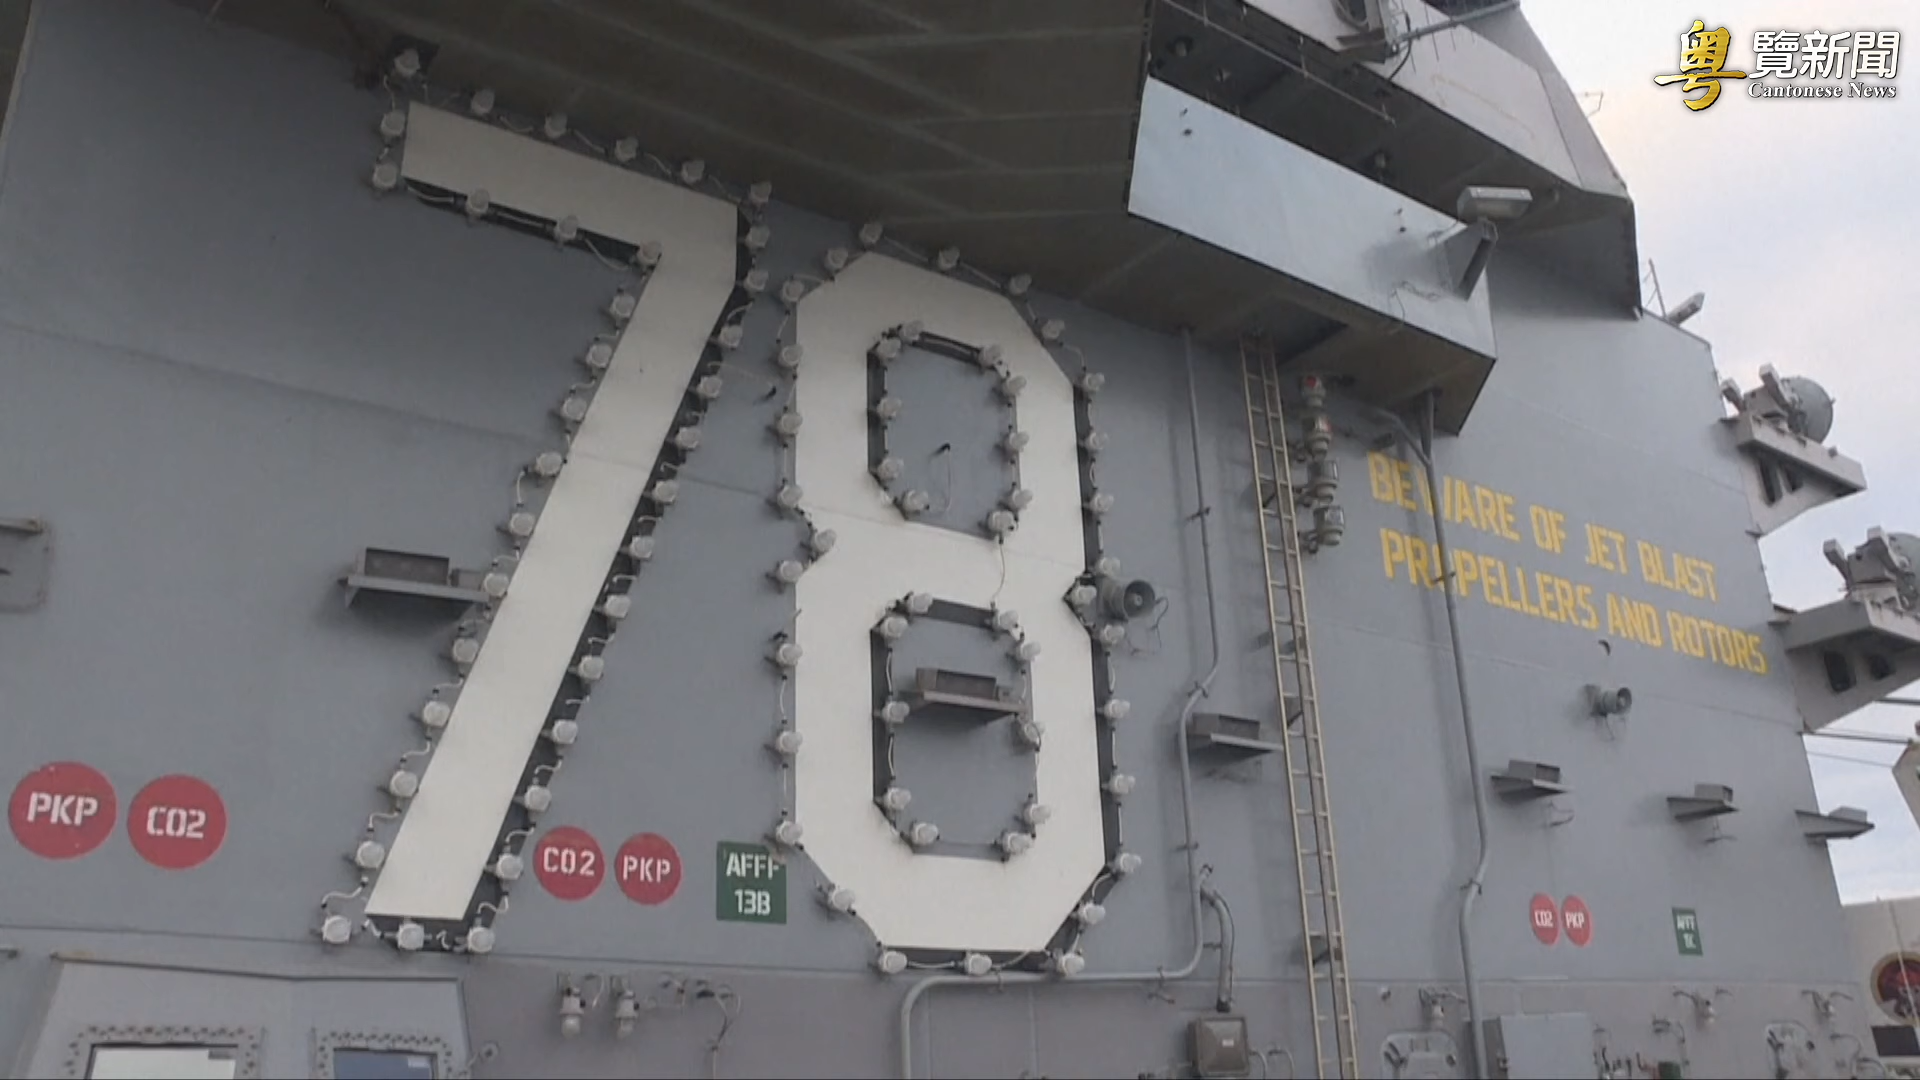 粵覽新聞
Cantonese News
78
BEWARE OF JET BLAST
PROPELLERS AND ROTORS
PKP
CO2
CO2
PKP
AFFF
13B
CO2
PKP
AFFF